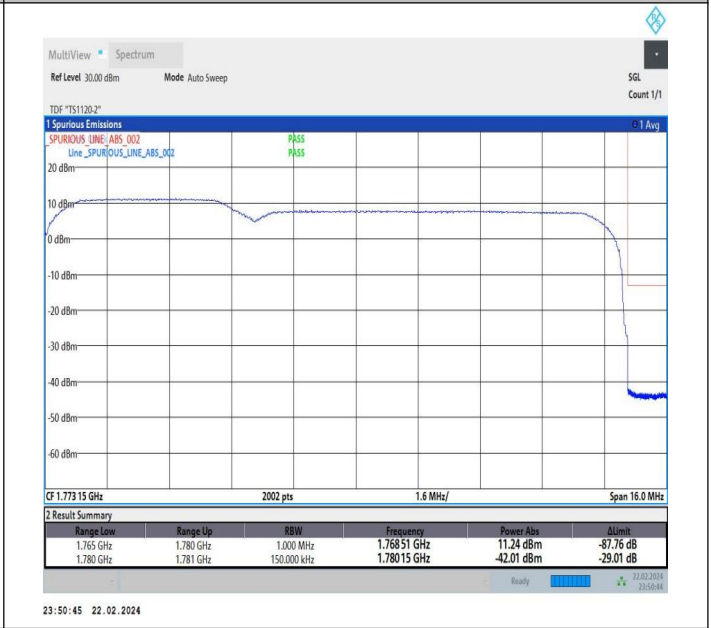 R&S
MultiView Spectrum
Ref Level 30.00 dBm Mode Auto Sweep SGL
Count 1/1
TDF "TS1120-2"
1 Spurious Emissions 1 Avg
_SPURIOUS_LINE_ABS_002 PASS
Line _SPURIOUS_LINE_ABS_002 PASS
20 dBm
10 dBm
0 dBm
-10 dBm
-20 dBm
-30 dBm
-40 dBm
-50 dBm
-60 dBm
CF 1.773 15 GHz 2002 pts 1.6 MHz/ Span 16.0 MHz
2 Result Summary
Range Low Range Up RBW Frequency Power Abs ΔLimit
1.765 GHz 1.780 GHz 1.000 MHz 1.768 51 GHz 11.24 dBm -87.76 dB
1.780 GHz 1.781 GHz 150.000 kHz 1.780 15 GHz -42.01 dBm -29.01 dB
Ready 22.02.2024
23:50:44
23:50:45 22.02.2024